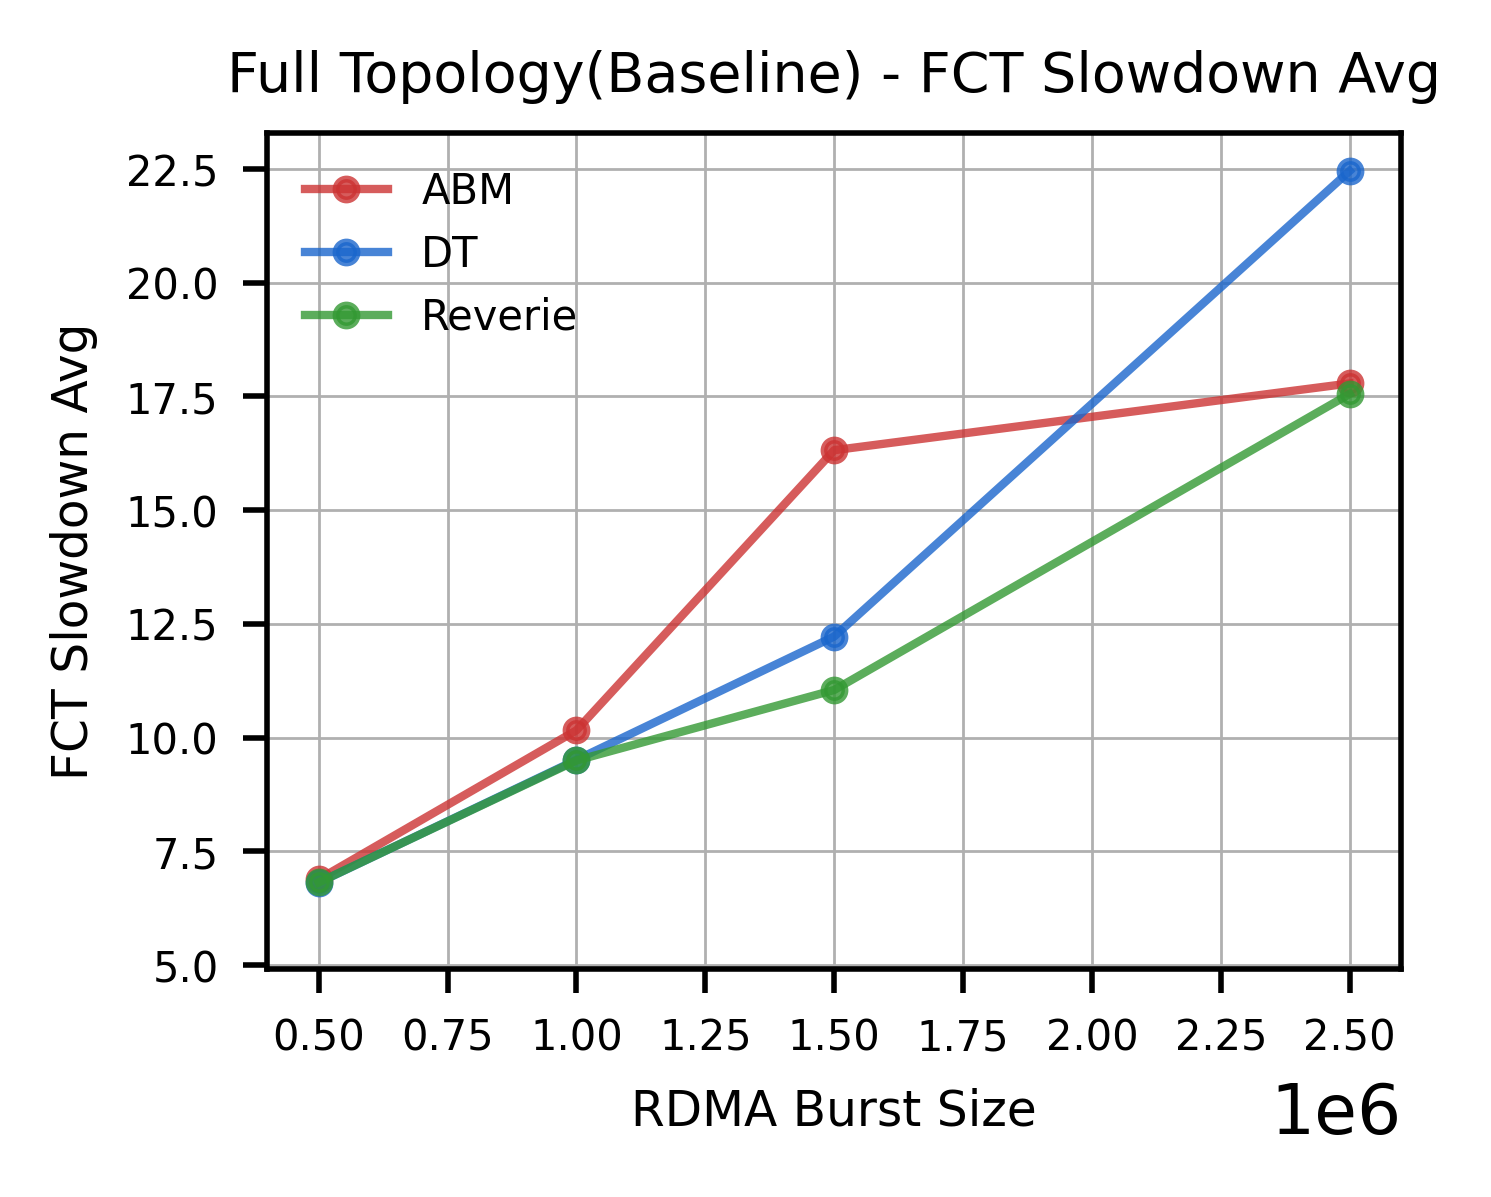 Full Topology(Baseline) - FCT Slowdown Avg
22.5
20.0
17.5
15.0
12.5
10.0
7.5
5.0
FCT Slowdown Avg
ABM
DT
Reverie
0.50 0.75 1.00 1.25 1.50 1.75 2.00 2.25 2.50
RDMA Burst Size
1e6